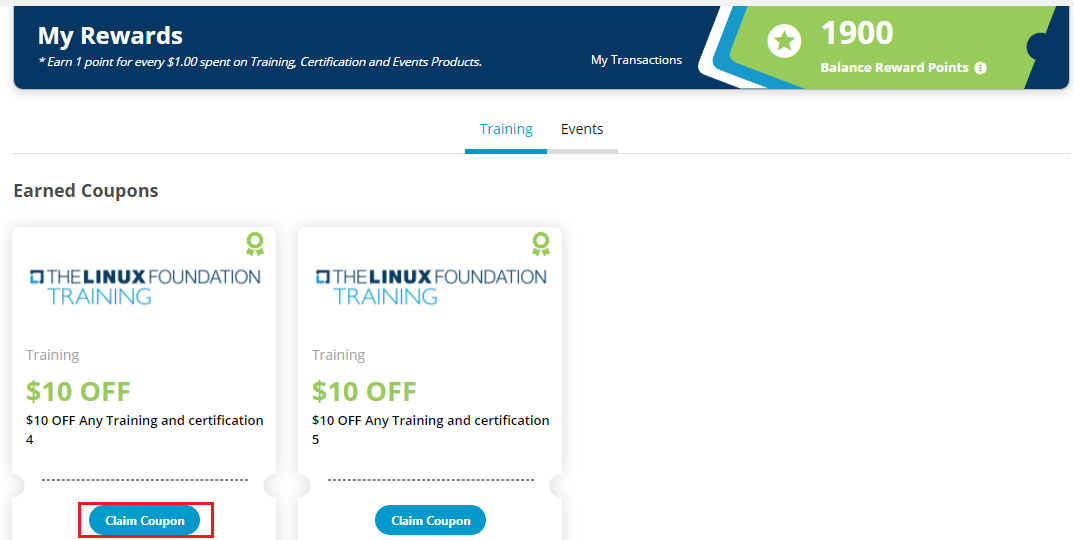 My Rewards
* Earn 1 point for every $1.00 spent on Training, Certification and Events Products.
My Transactions
1900
Balance Reward Points i
Training
Events
Earned Coupons
THE LINUX FOUNDATION
TRAINING
Training
$10 OFF
$10 OFF Any Training and certification
4
Claim Coupon
THE LINUX FOUNDATION
TRAINING
Training
$10 OFF
$10 OFF Any Training and certification
5
Claim Coupon